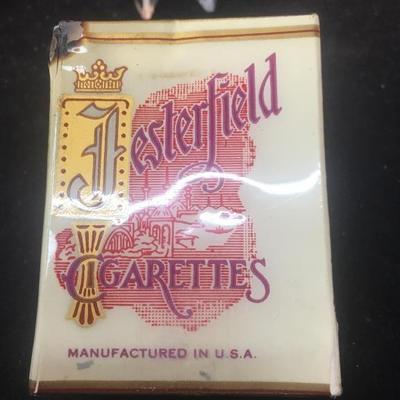 Jesterfield
CIGARETTES
MANUFACTURED IN U.S.A.